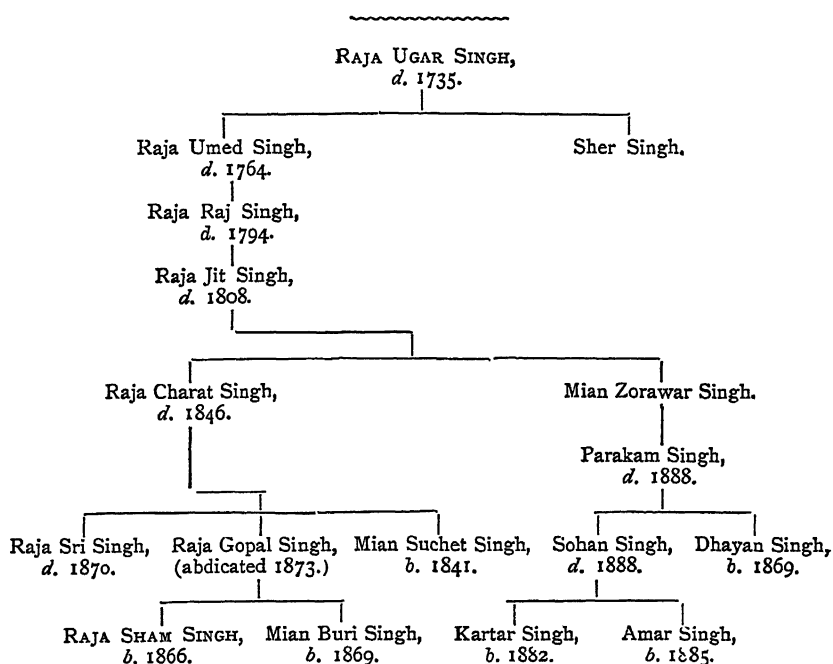 RAJA UGAR SINGH,
d. 1735.
Raja Umed Singh,
d. 1764.
Sher Singh.
Raja Raj Singh,
d. 1794.
Raja Jit Singh,
d. 1808.
Raja Charat Singh,
d. 1846.
Mian Zorawar Singh.
Parakam Singh,
d. 1888.
Raja Sri Singh,
d. 1870.
Raja Gopal Singh,
(abdicated 1873.)
Mian Suchet Singh,
b. 1841.
Sohan Singh,
d. 1888.
Dhayan Singh,
b. 1869.
RAJA SHAM SINGH,
b. 1866.
Mian Buri Singh,
b. 1869.
Kartar Singh,
b. 1882.
Amar Singh,
b. 1885.